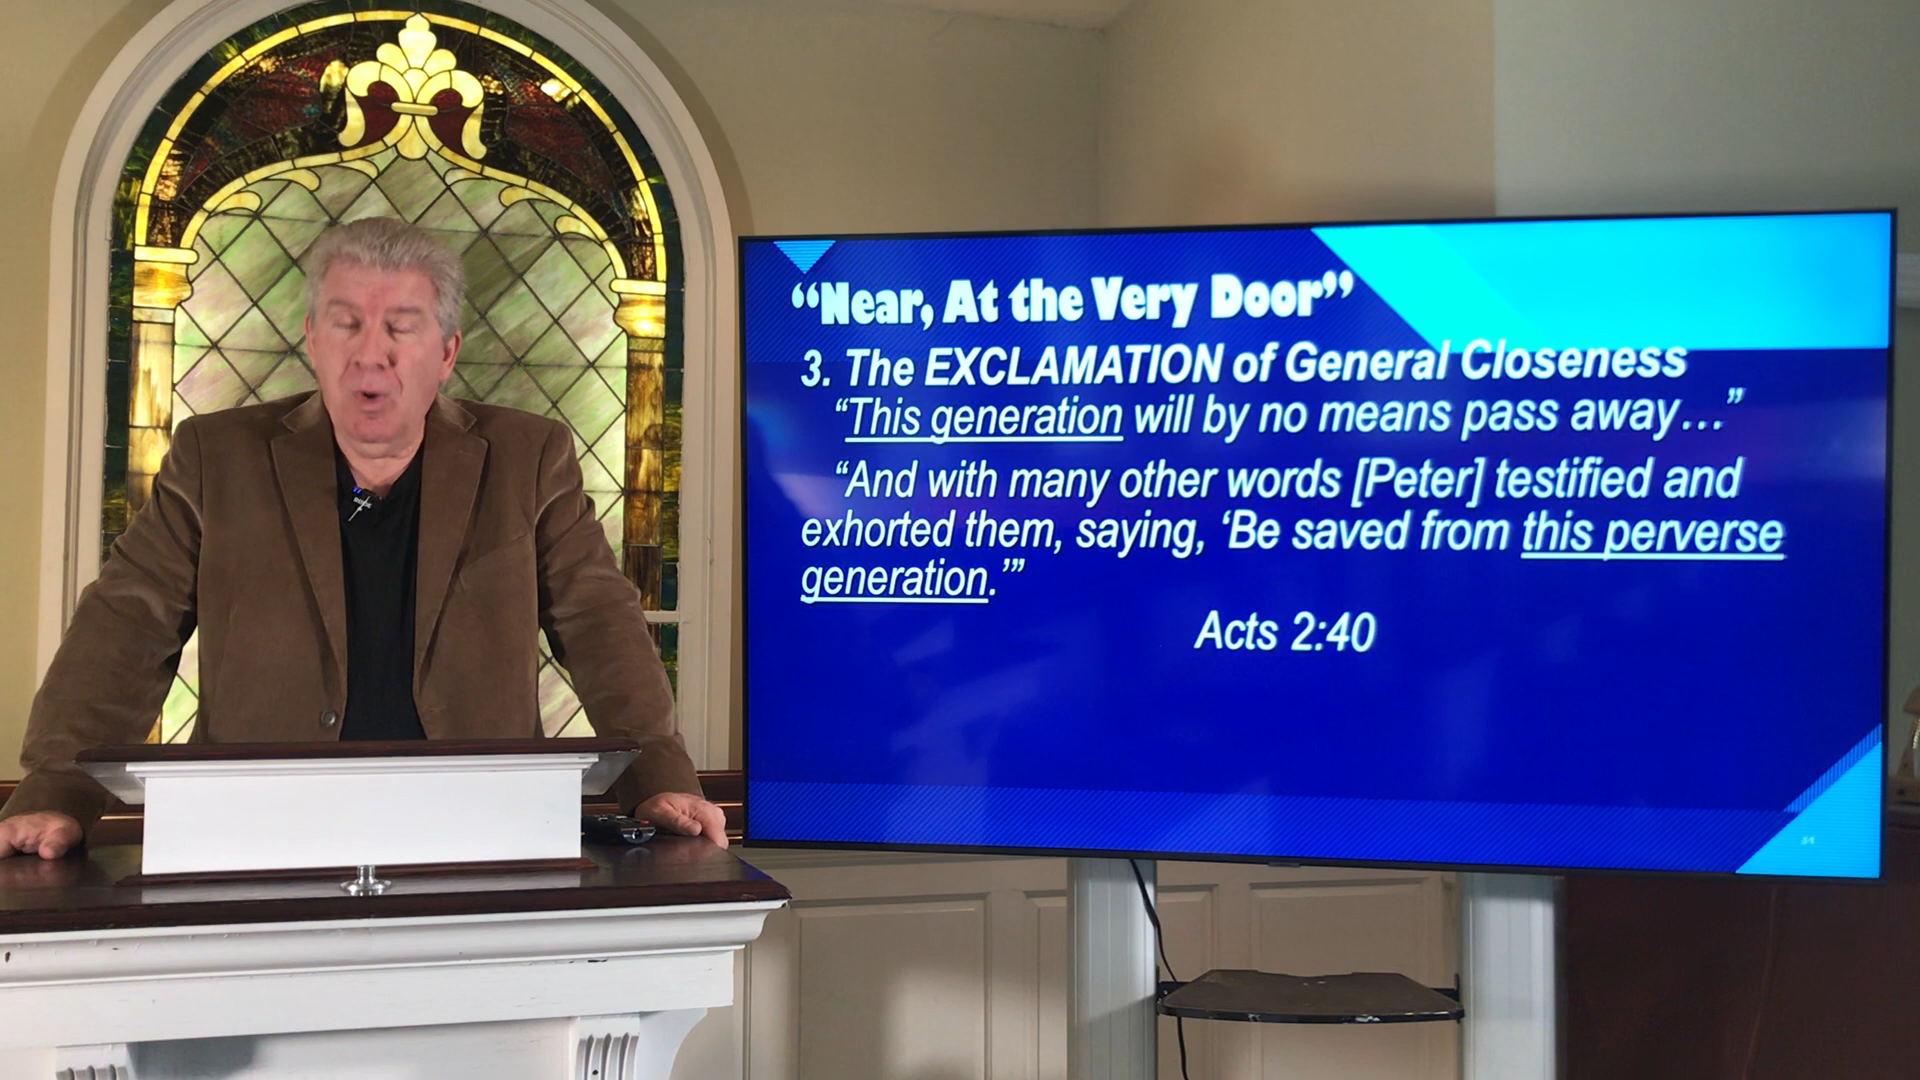 “Near, At the Very Door”
3. The EXCLAMATION of General Closeness
“This generation will by no means pass away…”
“And with many other words [Peter] testified and
exhorted them, saying, ‘Be saved from this perverse
generation.’”
Acts 2:40